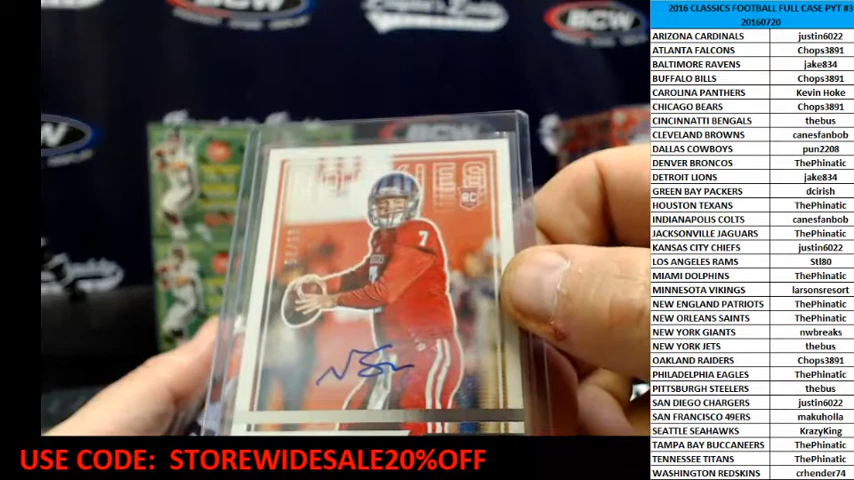 2016 CLASSICS FOOTBALL FULL CASE PYT #3
20160720
ARIZONA CARDINALS justin6022
ATLANTA FALCONS Chops3891
BALTIMORE RAVENS jake834
BUFFALO BILLS Chops3891
CAROLINA PANTHERS Kevin Hoke
CHICAGO BEARS Chops3891
CINCINNATI BENGALS thebus
CLEVELAND BROWNS canesfanbob
DALLAS COWBOYS pun2208
DENVER BRONCOS ThePhinatic
DETROIT LIONS jake834
GREEN BAY PACKERS dcirish
HOUSTON TEXANS ThePhinatic
INDIANAPOLIS COLTS canesfanbob
JACKSONVILLE JAGUARS ThePhinatic
KANSAS CITY CHIEFS justin6022
LOS ANGELES RAMS Stl80
MIAMI DOLPHINS ThePhinatic
MINNESOTA VIKINGS larsonsresort
NEW ENGLAND PATRIOTS ThePhinatic
NEW ORLEANS SAINTS ThePhinatic
NEW YORK GIANTS nwbreaks
NEW YORK JETS thebus
OAKLAND RAIDERS Chops3891
PHILADELPHIA EAGLES ThePhinatic
PITTSBURGH STEELERS thebus
SAN DIEGO CHARGERS justin6022
SAN FRANCISCO 49ERS makuholla
SEATTLE SEAHAWKS KrazyKing
TAMPA BAY BUCCANEERS ThePhinatic
TENNESSEE TITANS ThePhinatic
WASHINGTON REDSKINS crhender74
BCW
BCW
RC
7
USE CODE: STOREWIDESALE20%OFF